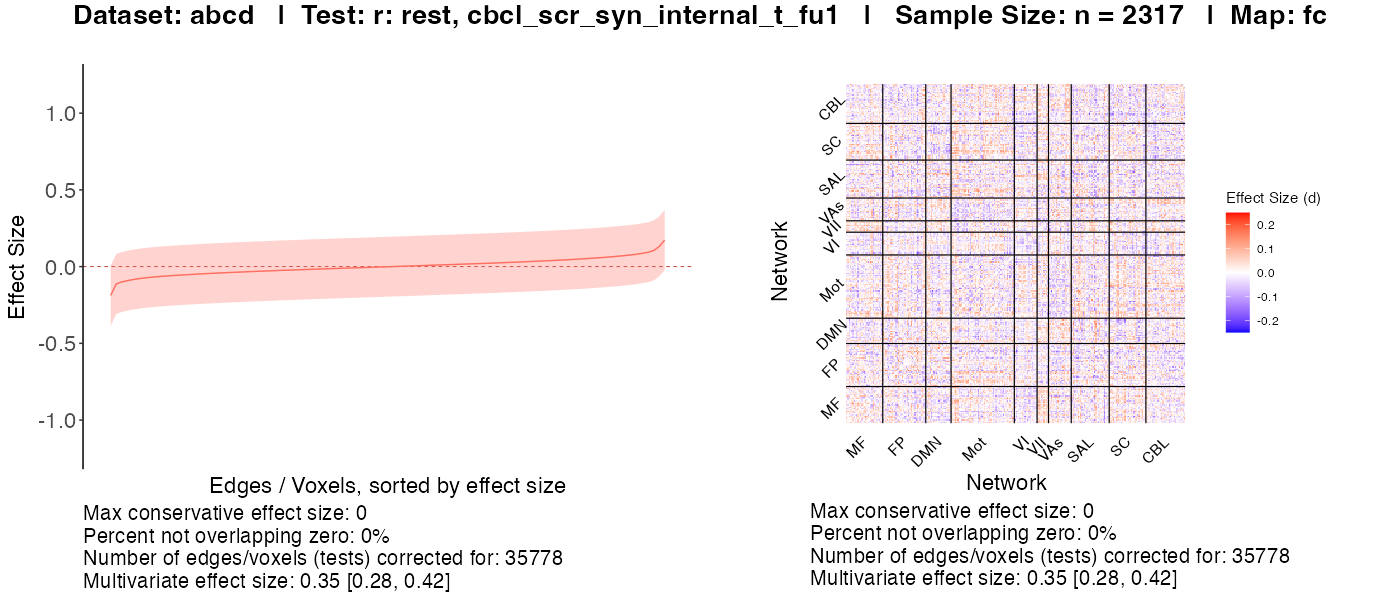 Dataset: abcd | Test: r: rest, cbcl_scr_syn_internal_t_fu1 | Sample Size: n = 2317 | Map: fc
Effect Size
1.0
0.5
0.0
-0.5
-1.0
Edges / Voxels, sorted by effect size
Max conservative effect size: 0
Percent not overlapping zero: 0%
Number of edges/voxels (tests) corrected for: 35778
Multivariate effect size: 0.35 [0.28, 0.42]
Network
CBL
SC
SAL
VAs
VII
VI
Mot
DMN
FP
MF
MF
FP
DMN
Mot
VI
VII
VAs
SAL
SC
CBL
Network
Effect Size (d)
0.2
0.1
0.0
-0.1
-0.2
Max conservative effect size: 0
Percent not overlapping zero: 0%
Number of edges/voxels (tests) corrected for: 35778
Multivariate effect size: 0.35 [0.28, 0.42]